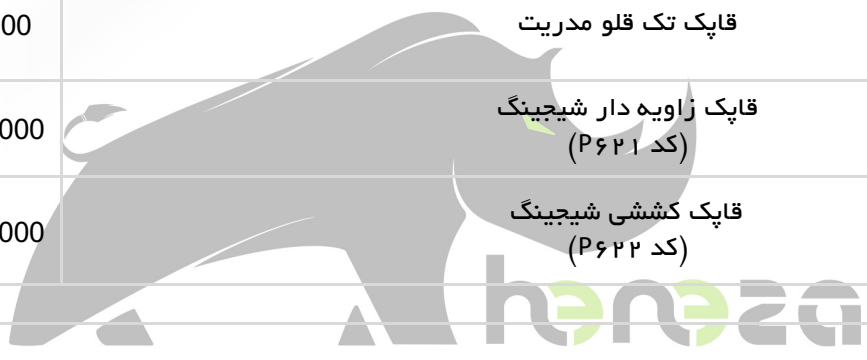 قاپک تک قلو مدریت
00
قاپک زاویه دار شیجینگ
(کد P۶۲۱)
000
قاپک کششی شیجینگ
(کد P۶۲۲)
000